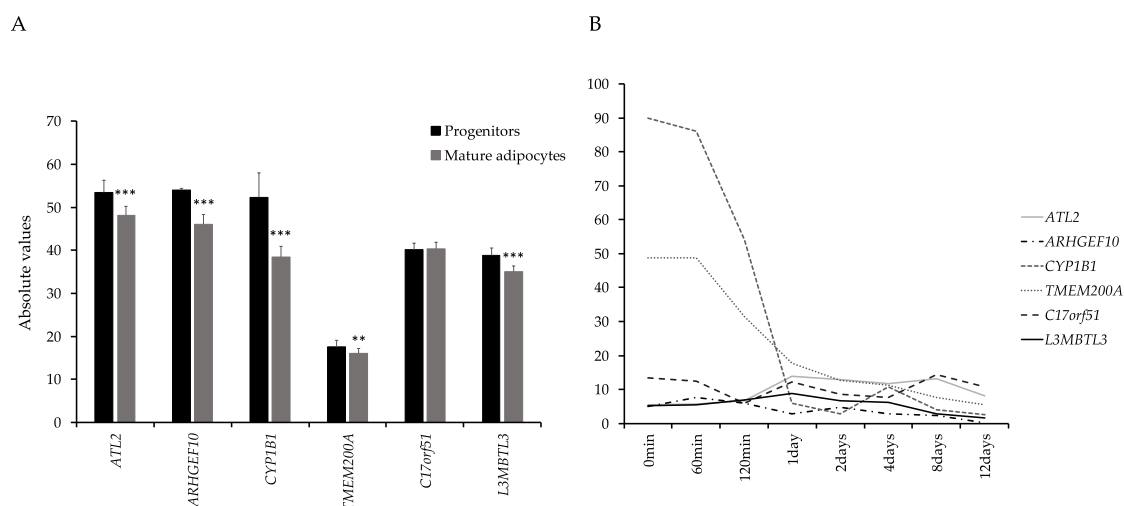 A
B
Absolute values
70
60
50
40
30
20
10
0
Progenitors
Mature adipocytes
***
***
***
**
***
ATL2
ARHGEF10
CYP1B1
TMEM200A
C17orf51
L3MBTL3
100
90
80
70
60
50
40
30
20
10
0
0min
60min
120min
1day
2days
4days
8days
12days
ATL2
ARHGEF10
CYP1B1
TMEM200A
C17orf51
L3MBTL3